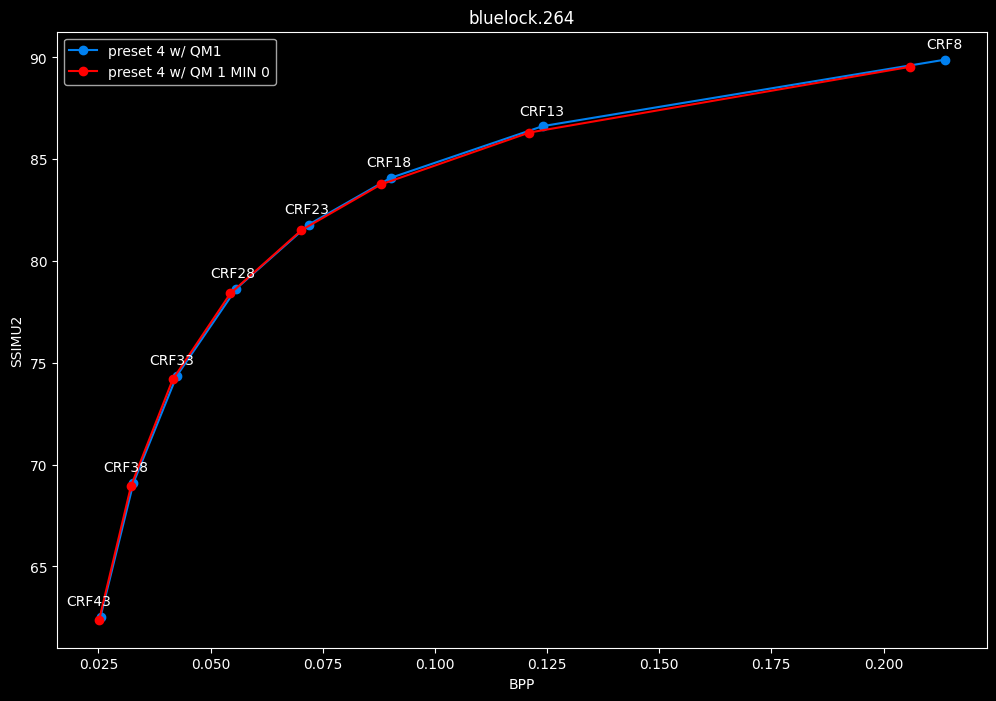 bluelock.264
preset 4 w/ QM1
preset 4 w/ QM 1 MIN 0
CRF8
CRF13
CRF18
CRF23
CRF28
CRF33
CRF38
CRF43
90
85
80
75
70
65
SSIMU2
0.025
0.050
0.075
0.100
0.125
0.150
0.175
0.200
BPP